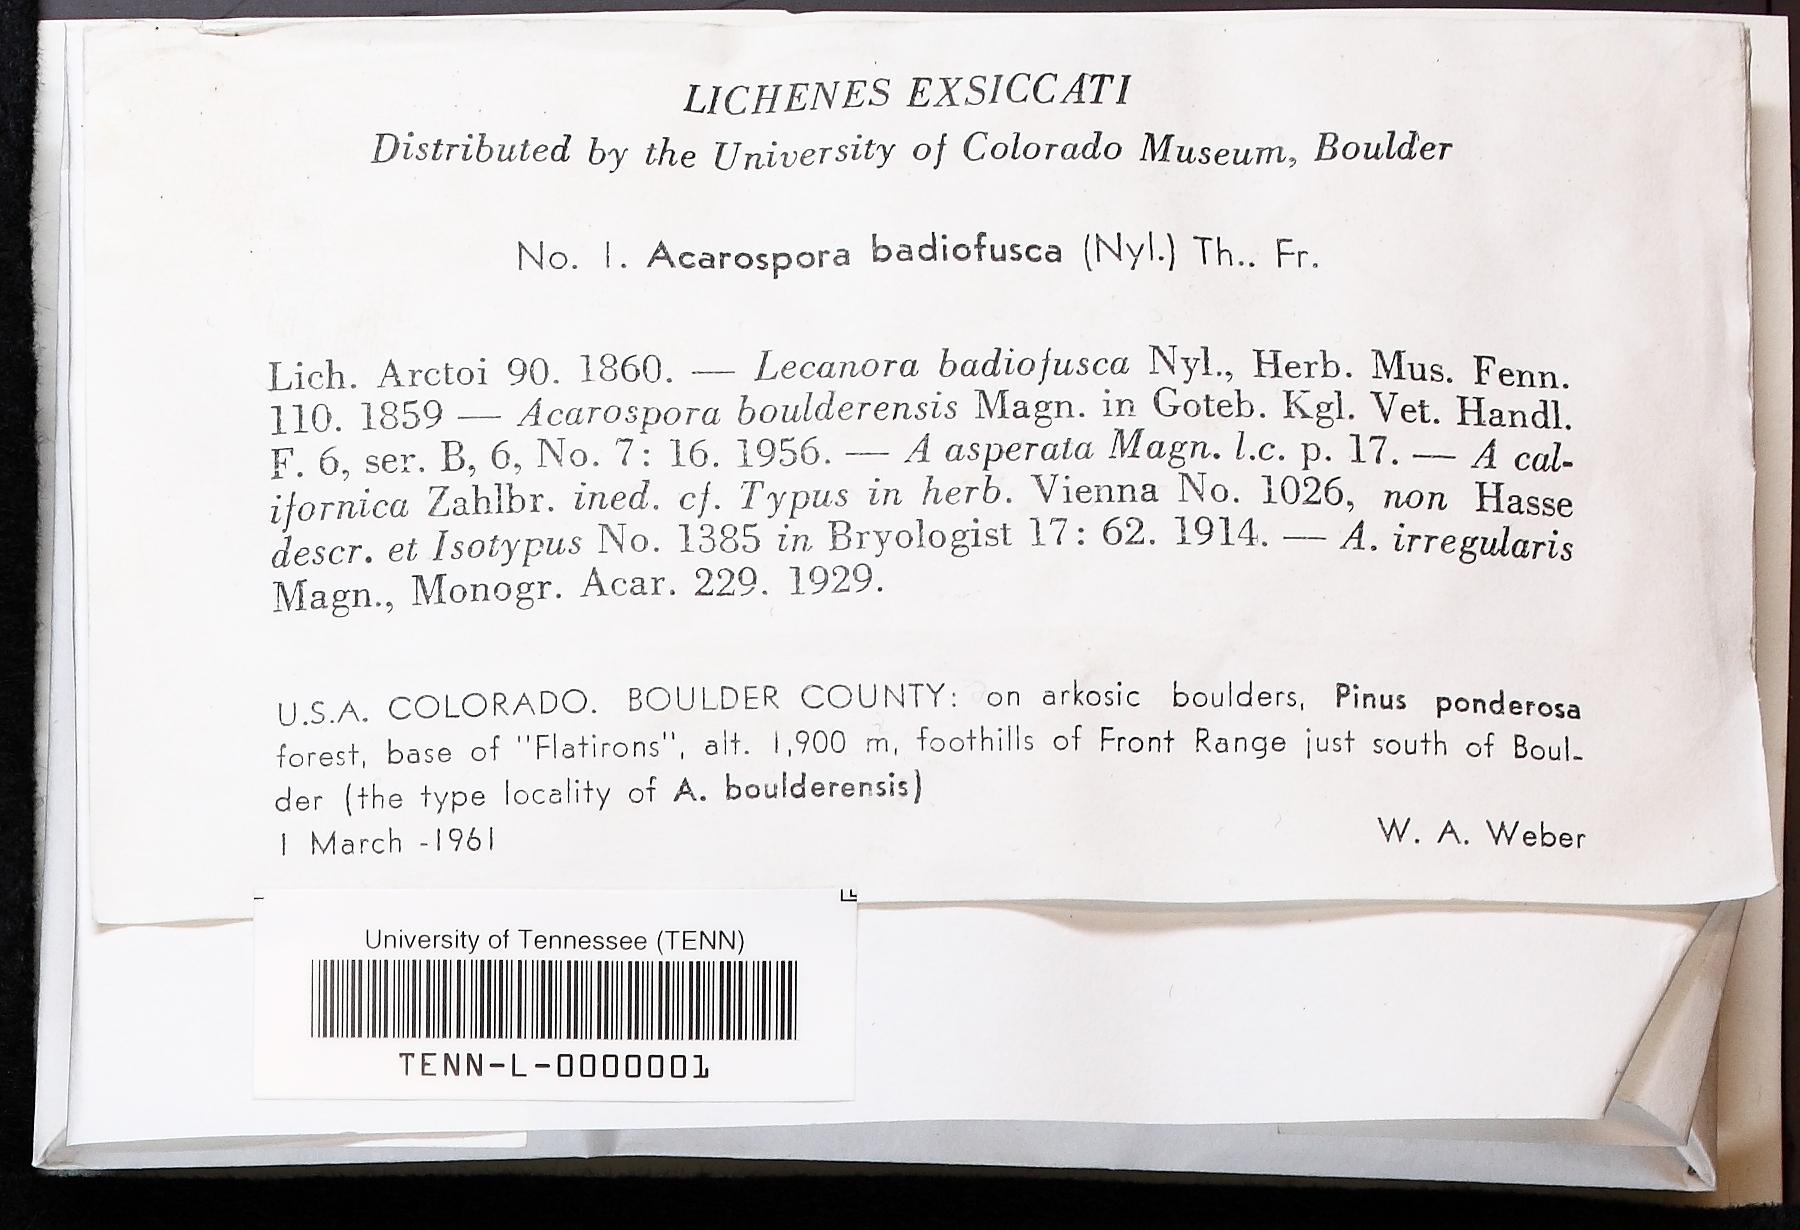 LICHENES EXSICCATI
Distributed by the University of Colorado Museum, Boulder
No. 1. Acarospora badiofusca (Nyl.) Th.. Fr.
Lich. Arctoi 90. 1860. — Lecanora badiofusca Nyl., Herb. Mus. Fenn.
110. 1859 — Acarospora boulderensis Magn. in Goteb. Kgl. Vet. Handl.
F. 6, ser. B, 6, No. 7: 16. 1956. — A asperata Magn. l.c. p. 17. — A cal-
ifornica Zahlbr. ined. cf. Typus in herb. Vienna No. 1026, non Hasse
descr. et Isotypus No. 1385 in Bryologist 17: 62. 1914. — A. irregularis
Magn., Monogr. Acar. 229. 1929.
U.S.A. COLORADO. BOULDER COUNTY: on arkosic boulders, Pinus ponderosa
forest, base of "Flatirons", alt. 1,900 m, foothills of Front Range just south of Boul-
der (the type locality of A. boulderensis)
1 March -1961 W. A. Weber
University of Tennessee (TENN)
TENN-L-0000001